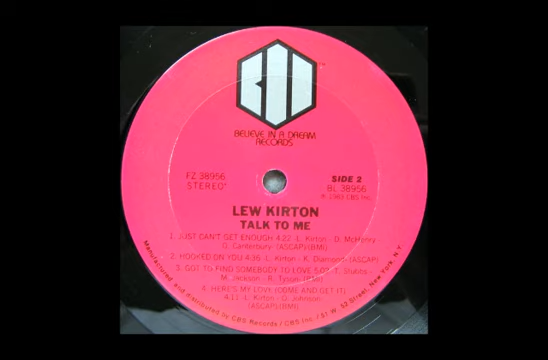 BELIEVE IN A DREAM
RECORDS
FZ 38956
STEREO
SIDE 2
BL 38956
℗ 1983 CBS Inc.
LEW KIRTON
TALK TO ME
1. JUST CAN'T GET ENOUGH 4:22 -L. Kirton - D. McHenry -
G. Canterbury - (ASCAP)(BMI)
2. HOOKED ON YOU 4:36 -L. Kirton - K. Diamond - (ASCAP)
3. GOT TO FIND SOMEBODY TO LOVE 5:07 -T. Stubbs -
M. Jackson - R. Tyson - (BMI)
4. HERE'S MY LOVE (COME AND GET IT)
4:11 -L. Kirton - G. Johnson -
(ASCAP)(BMI)
Manufactured and distributed by CBS Records / CBS Inc. / 51 W. 52 Street, New York, N.Y.